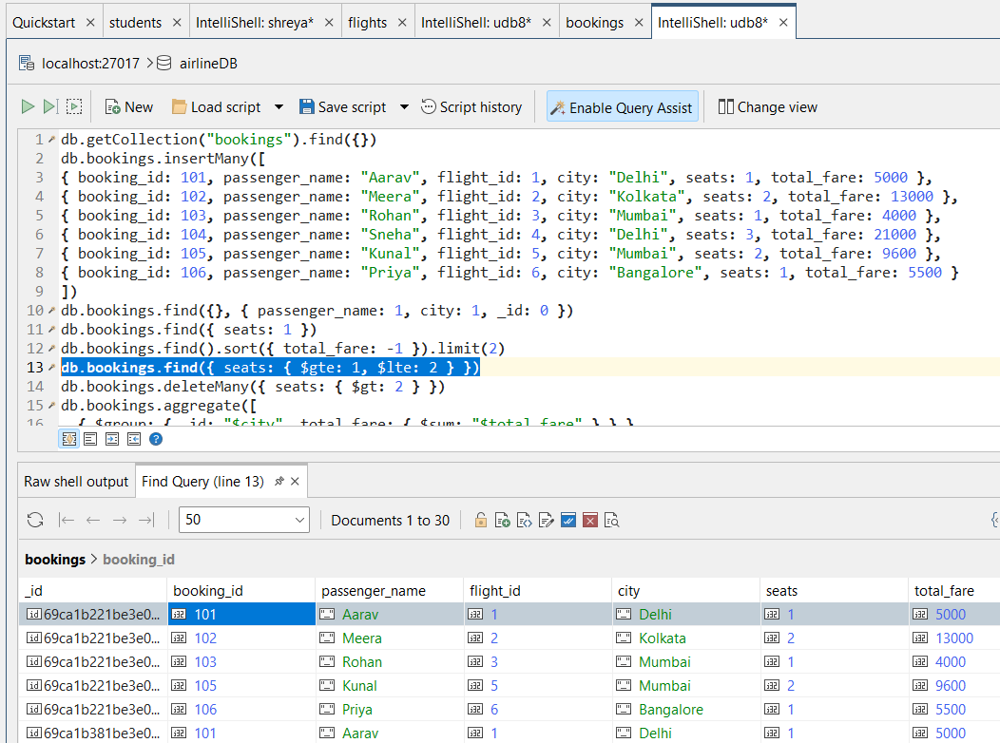 Quickstart × students × IntelliShell: shreya* × flights × IntelliShell: udb8* × bookings × IntelliShell: udb8* ×
localhost:27017 > airlineDB
New Load script Save script Script history Enable Query Assist Change view
1 db.getCollection("bookings").find({})
2 db.bookings.insertMany([
3 { booking_id: 101, passenger_name: "Aarav", flight_id: 1, city: "Delhi", seats: 1, total_fare: 5000 },
4 { booking_id: 102, passenger_name: "Meera", flight_id: 2, city: "Kolkata", seats: 2, total_fare: 13000 },
5 { booking_id: 103, passenger_name: "Rohan", flight_id: 3, city: "Mumbai", seats: 1, total_fare: 4000 },
6 { booking_id: 104, passenger_name: "Sneha", flight_id: 4, city: "Delhi", seats: 3, total_fare: 21000 },
7 { booking_id: 105, passenger_name: "Kunal", flight_id: 5, city: "Mumbai", seats: 2, total_fare: 9600 },
8 { booking_id: 106, passenger_name: "Priya", flight_id: 6, city: "Bangalore", seats: 1, total_fare: 5500 }
9 ])
10 db.bookings.find({}, { passenger_name: 1, city: 1, _id: 0 })
11 db.bookings.find({ seats: 1 })
12 db.bookings.find().sort({ total_fare: -1 }).limit(2)
13 db.bookings.find({ seats: { $gte: 1, $lte: 2 } })
14 db.bookings.deleteMany({ seats: { $gt: 2 } })
15 db.bookings.aggregate([
16 { $group: { _id: "$city", total_fare: { $sum: "$total_fare" } } }
Raw shell output Find Query (line 13) ×
50 Documents 1 to 30
bookings > booking_id
_id booking_id passenger_name flight_id city seats total_fare
69ca1b221be3e0... 101 Aarav 1 Delhi 1 5000
69ca1b221be3e0... 102 Meera 2 Kolkata 2 13000
69ca1b221be3e0... 103 Rohan 3 Mumbai 1 4000
69ca1b221be3e0... 105 Kunal 5 Mumbai 2 9600
69ca1b221be3e0... 106 Priya 6 Bangalore 1 5500
69ca1b381be3e0... 101 Aarav 1 Delhi 1 5000